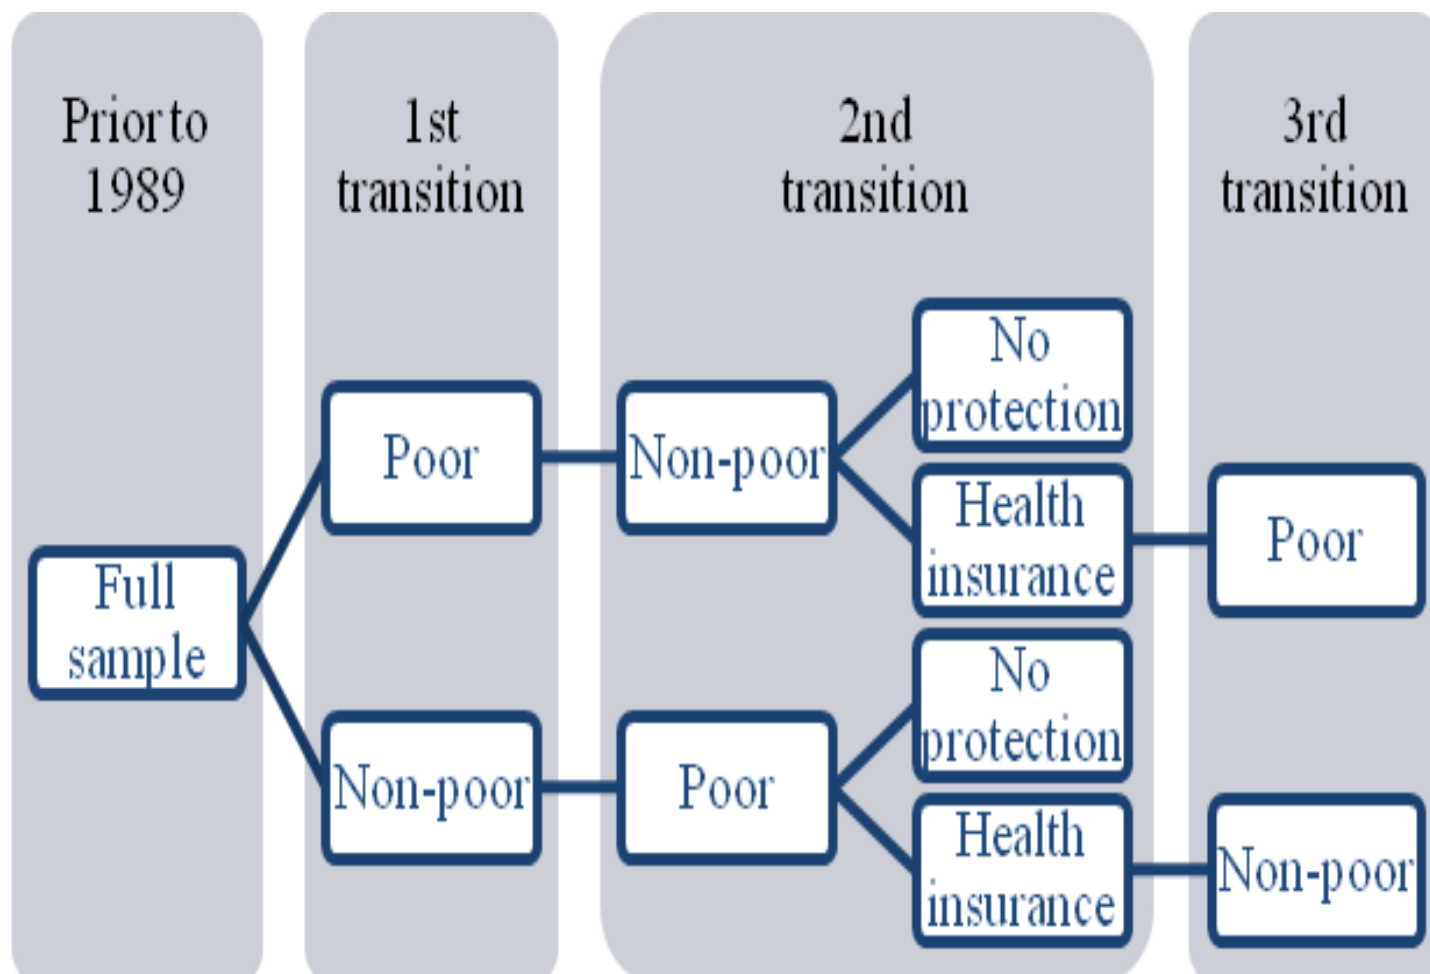 Prior to
1989
1st
transition
2nd
transition
3rd
transition
Full
sample
Poor
Non-poor
Non-poor
Poor
No
protection
Health
insurance
No
protection
Health
insurance
Poor
Non-poor